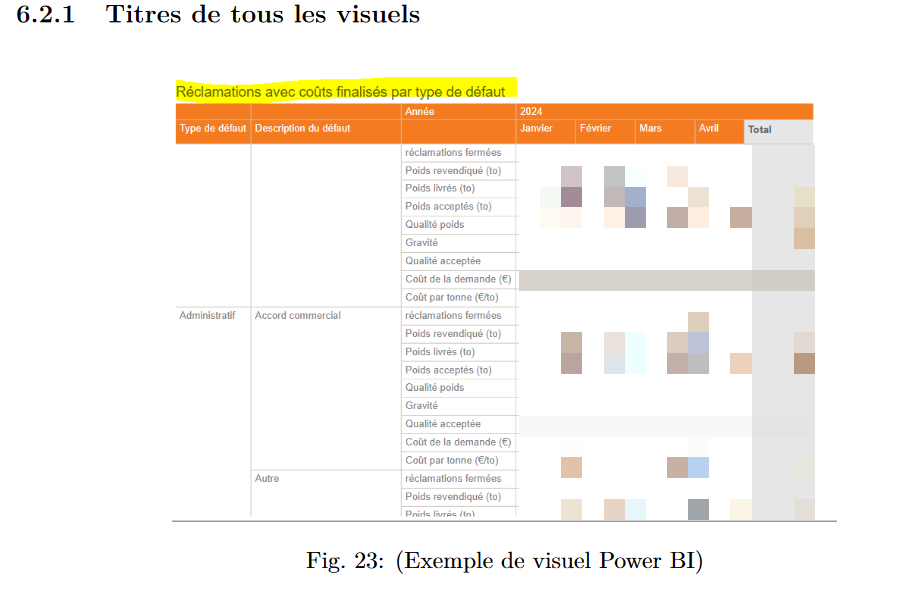 6.2.1 Titres de tous les visuels
Réclamations avec coûts finalisés par type de défaut
Année 2024
Type de défaut Description du défaut Janvier Février Mars Avril Total
réclamations fermées
Poids revendiqué (to)
Poids livrés (to)
Poids acceptés (to)
Qualité poids
Gravité
Qualité acceptée
Coût de la demande (€)
Coût par tonne (€/to)
Administratif Accord commercial réclamations fermées
Poids revendiqué (to)
Poids livrés (to)
Poids acceptés (to)
Qualité poids
Gravité
Qualité acceptée
Coût de la demande (€)
Coût par tonne (€/to)
Autre réclamations fermées
Poids revendiqué (to)
Poids livrés (to)
Fig. 23: (Exemple de visuel Power BI)